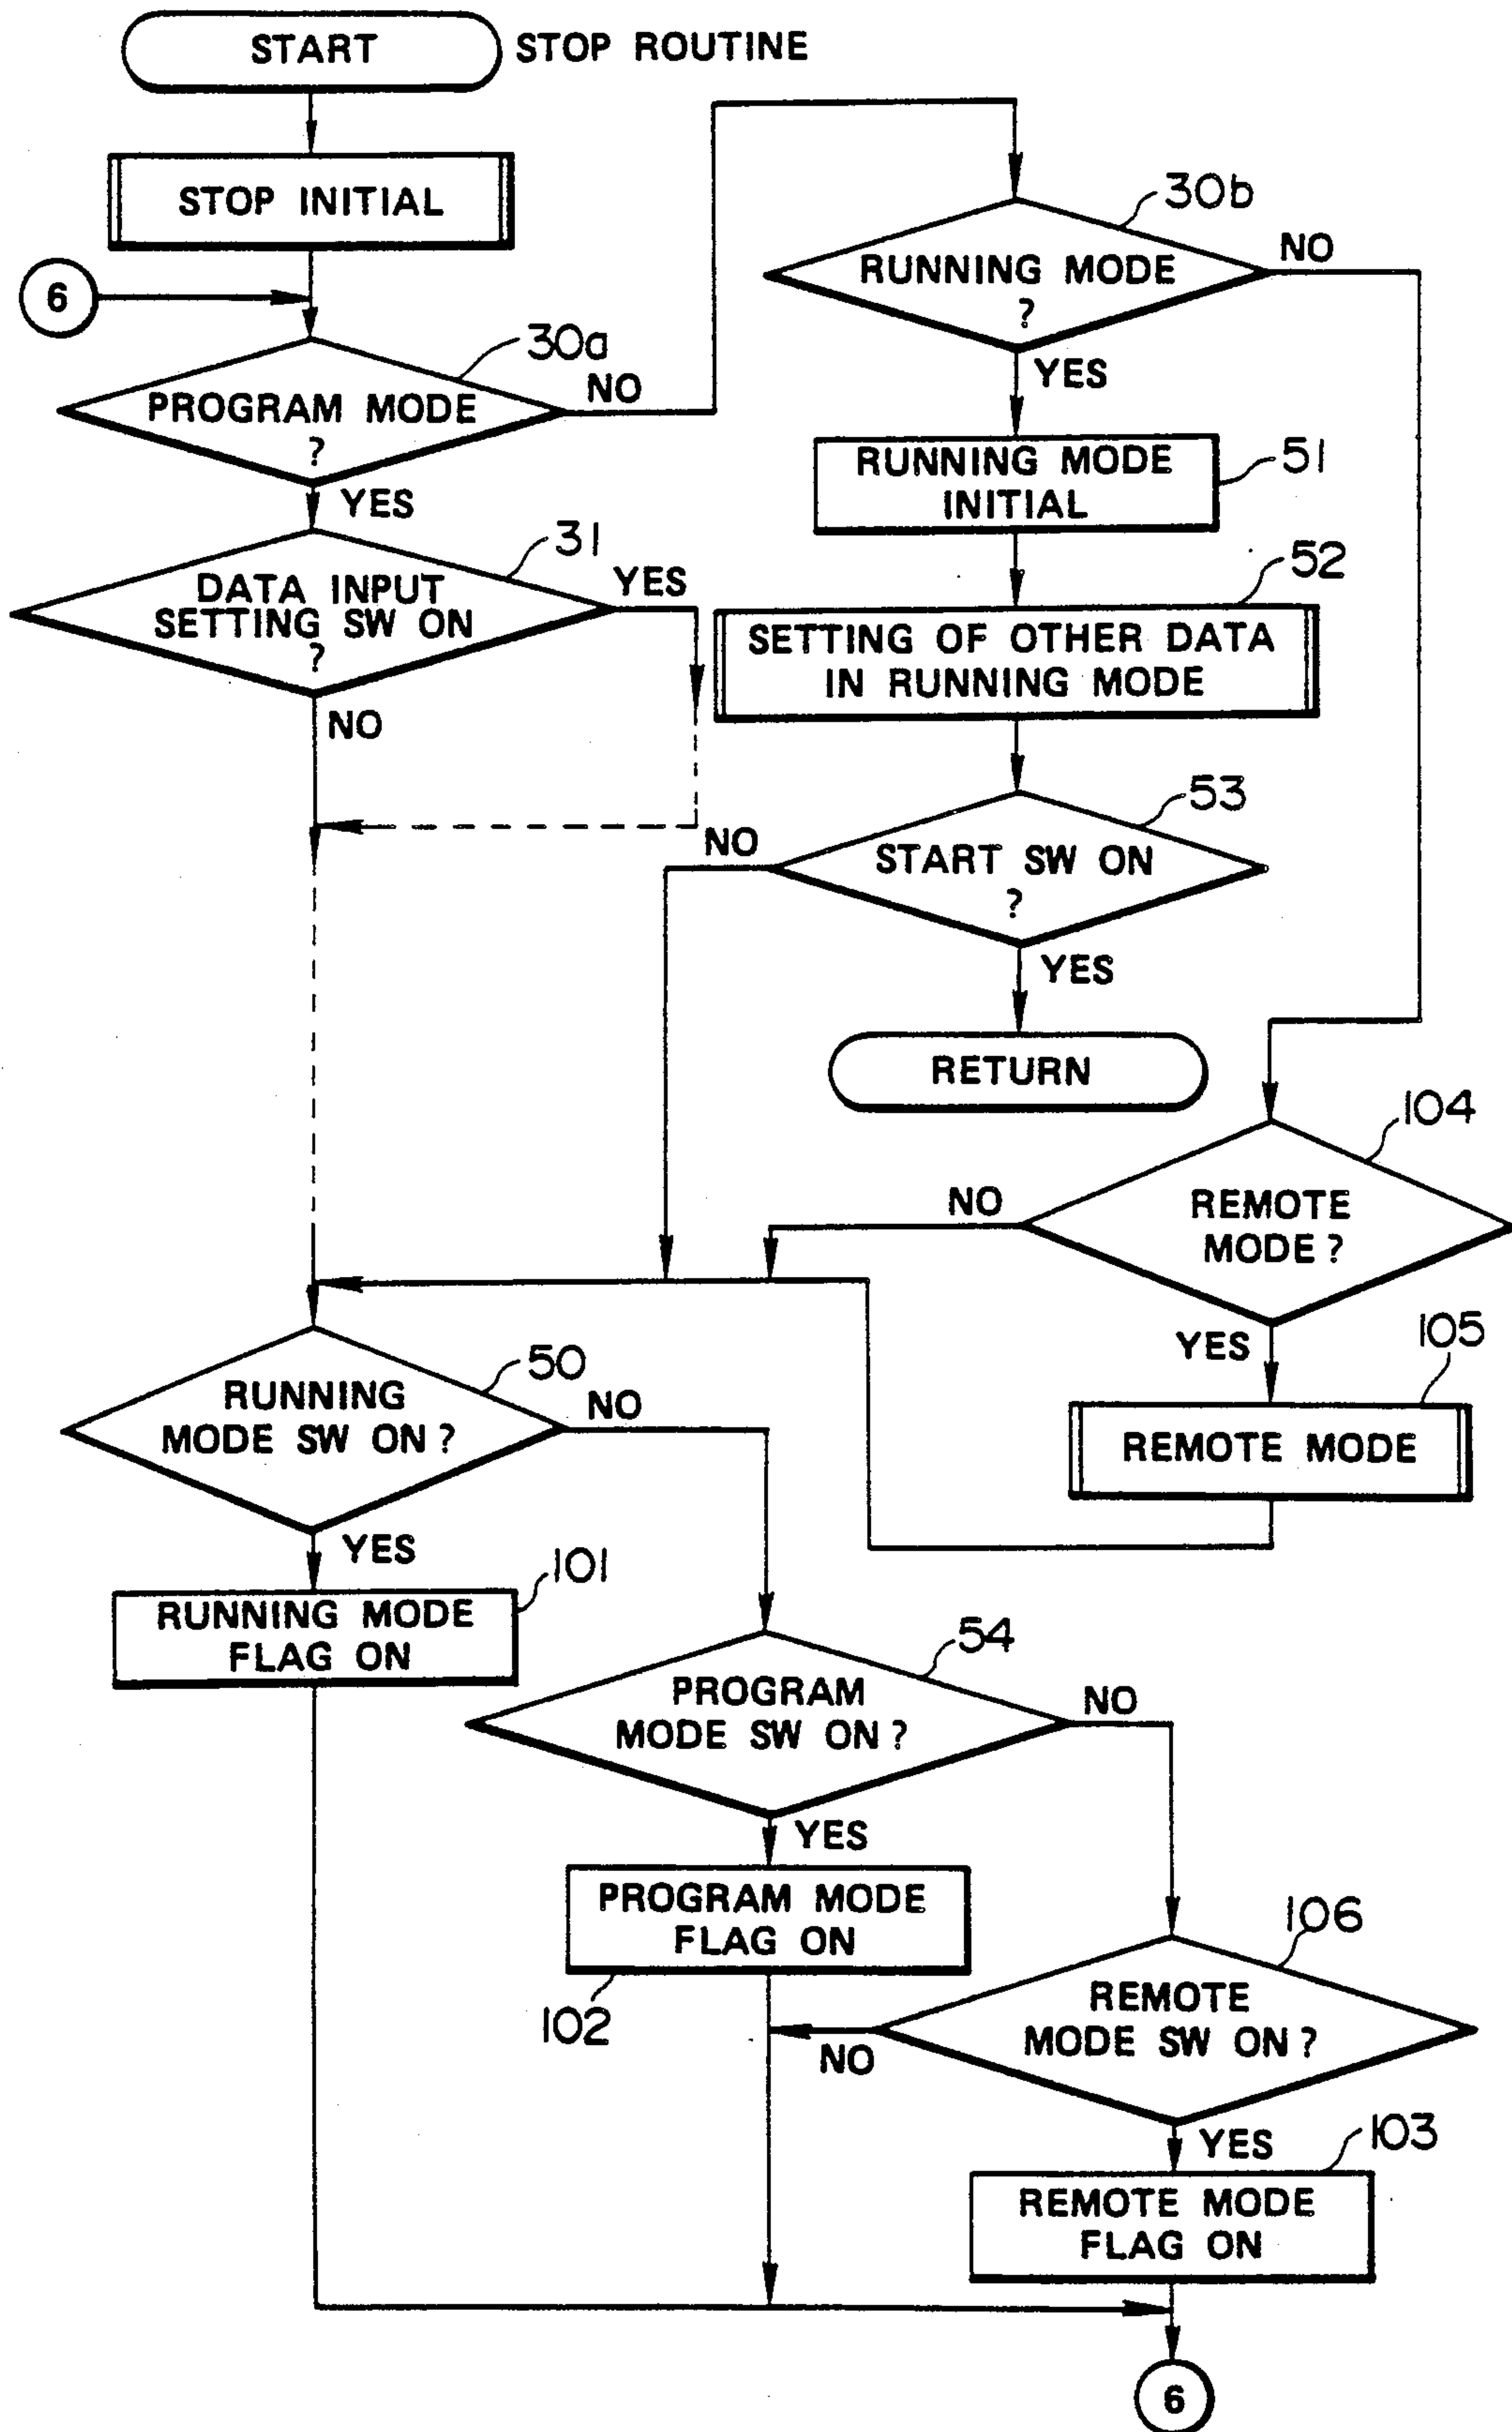 START
STOP ROUTINE
STOP INITIAL
6
30a
PROGRAM MODE
?
NO
YES
30b
RUNNING MODE
?
NO
YES
RUNNING MODE
INITIAL
51
31
DATA INPUT
SETTING SW ON
?
YES
NO
52
SETTING OF OTHER DATA
IN RUNNING MODE
53
START SW ON
?
NO
YES
RETURN
104
REMOTE
MODE?
NO
YES
105
REMOTE MODE
50
RUNNING
MODE SW ON?
NO
YES
101
RUNNING MODE
FLAG ON
54
PROGRAM
MODE SW ON?
NO
YES
PROGRAM MODE
FLAG ON
102
106
REMOTE
MODE SW ON?
NO
YES
103
REMOTE MODE
FLAG ON
6